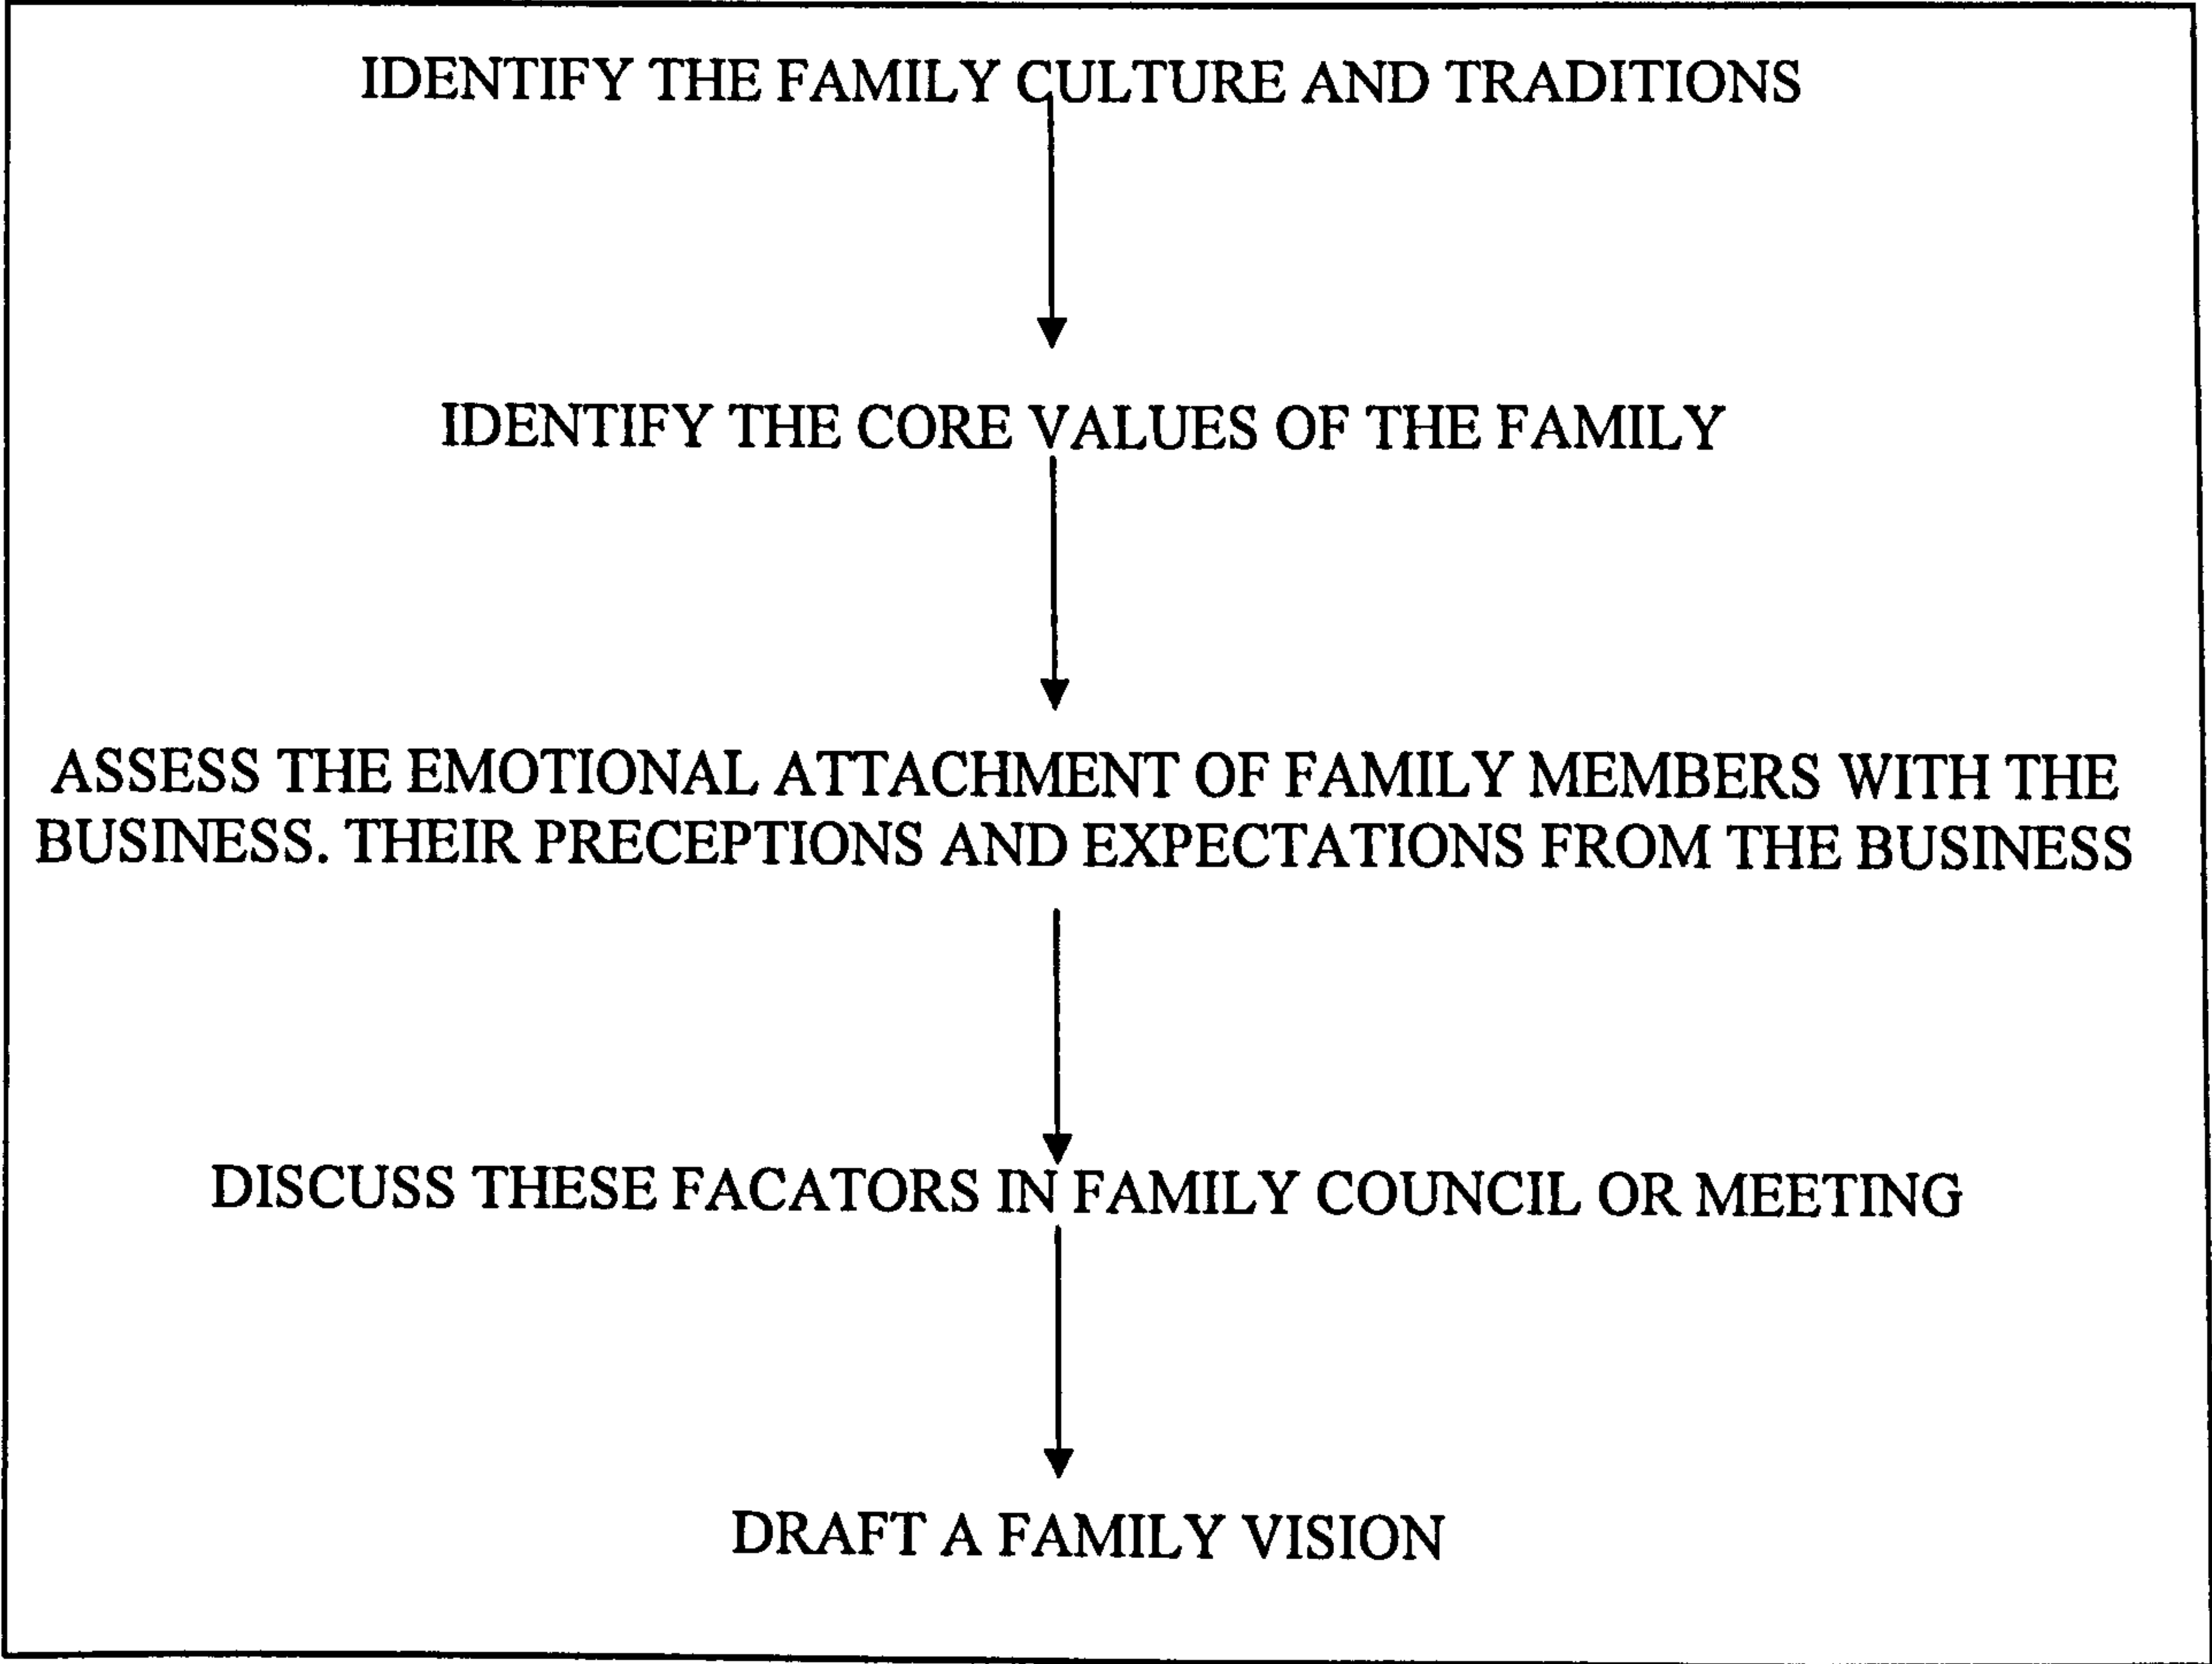 IDENTIFY THE FAMILY CULTURE AND TRADITIONS
IDENTIFY THE CORE VALUES OF THE FAMILY
ASSESS THE EMOTIONAL ATTACHMENT OF FAMILY MEMBERS WITH THE
BUSINESS. THEIR PRECEPTIONS AND EXPECTATIONS FROM THE BUSINESS
DISCUSS THESE FACATORS IN FAMILY COUNCIL OR MEETING
DRAFT A FAMILY VISION